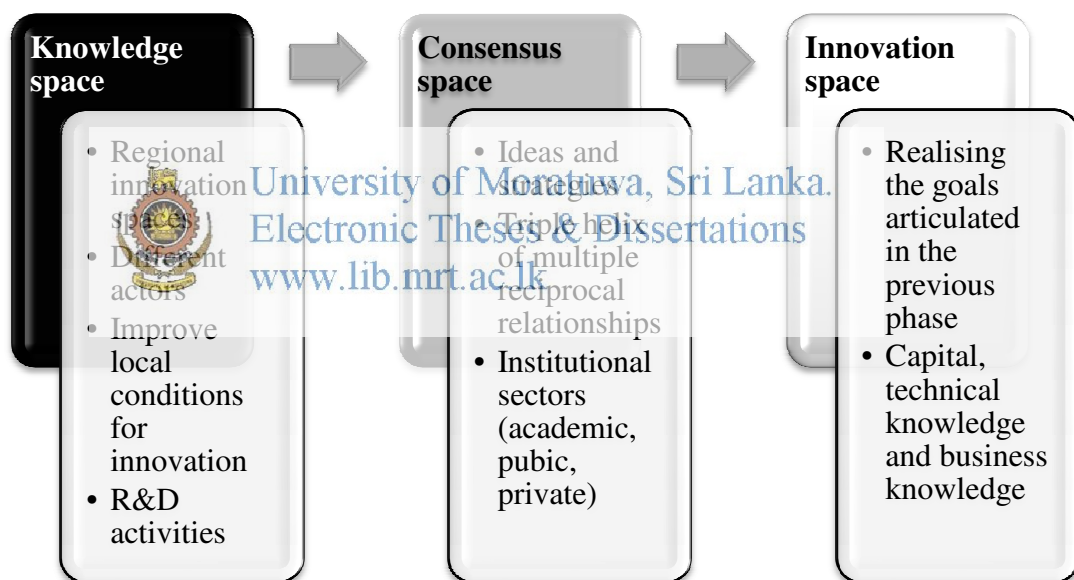 Knowledge
space
• Regional
innovation
spaces
• Different
actors
• Improve
local
conditions
for
innovation
• R&D
activities
Consensus
space
• Ideas and
strategies
• Triple helix
of multiple
reciprocal
relationships
• Institutional
sectors
(academic,
pubic,
private)
Innovation
space
• Realising
the goals
articulated
in the
previous
phase
• Capital,
technical
knowledge
and business
knowledge
University of Moratuwa, Sri Lanka.
Electronic Theses & Dissertations
www.lib.mrt.ac.lk